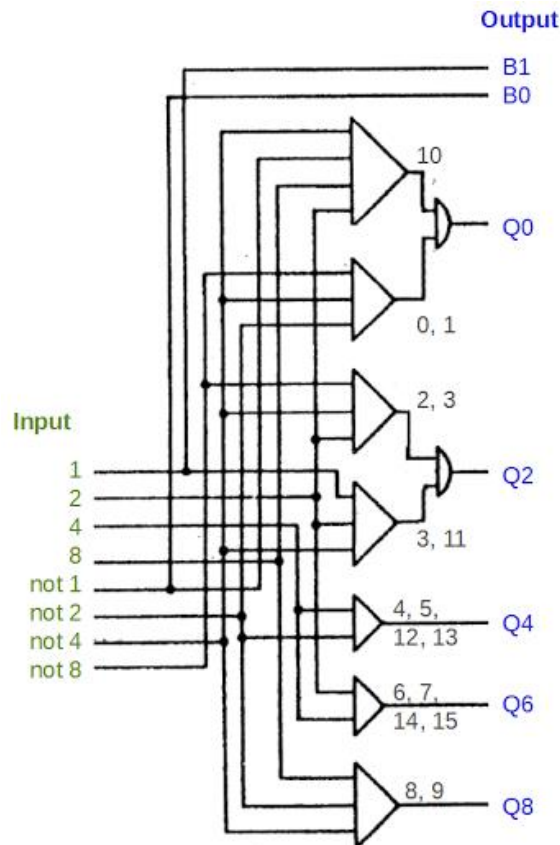 Output
B1
B0
10
Q0
0, 1
2, 3
Input
1
2
4
8
not 1
not 2
not 4
not 8
Q2
3, 11
4, 5,
12, 13
Q4
6, 7,
14, 15
Q6
8, 9
Q8